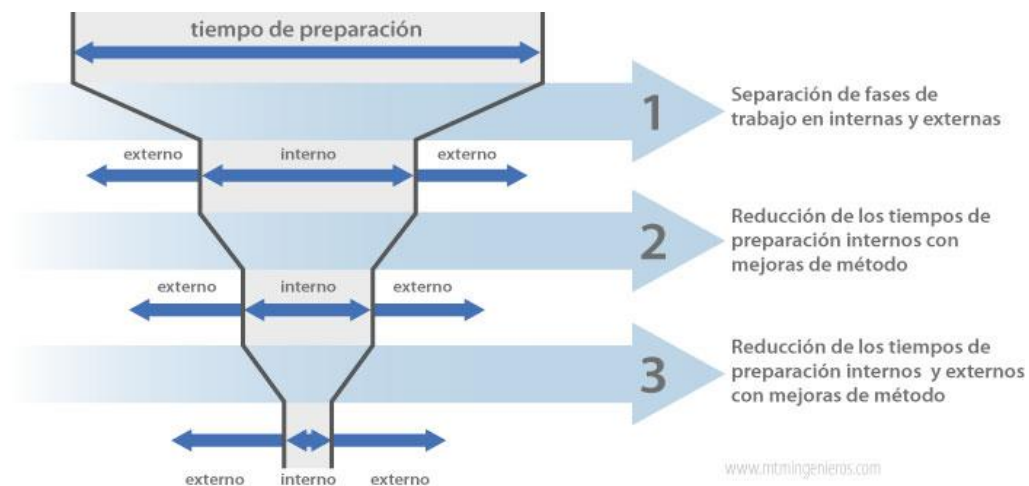 tiempo de preparación
1
Separación de fases de
trabajo en internas y externas
externo interno externo
2
Reducción de los tiempos de
preparación internos con
mejoras de método
externo interno externo
3
Reducción de los tiempos de
preparación internos y externos
con mejoras de método
externo interno externo
www.mtmingenieros.com